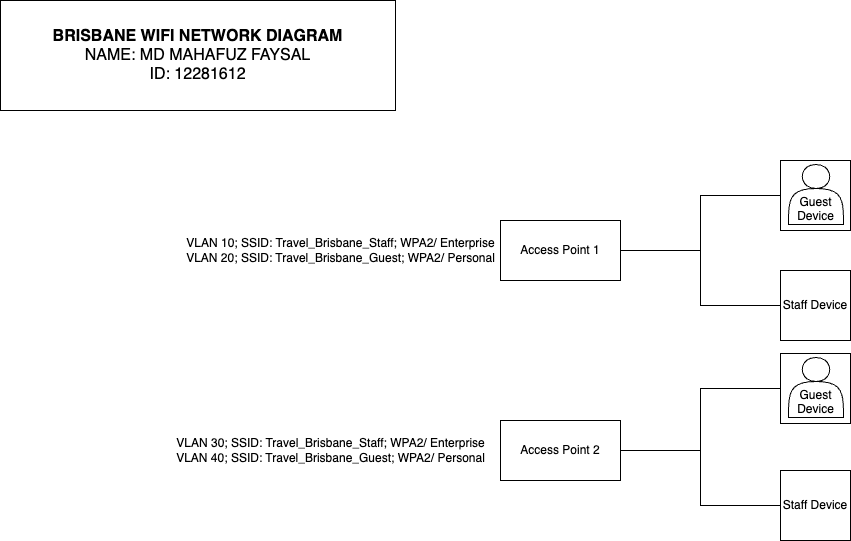 BRISBANE WIFI NETWORK DIAGRAM
NAME: MD MAHAFUZ FAYSAL
ID: 12281612
Guest
Device
VLAN 10; SSID: Travel_Brisbane_Staff; WPA2/ Enterprise
VLAN 20; SSID: Travel_Brisbane_Guest; WPA2/ Personal
Access Point 1
Staff Device
Guest
Device
VLAN 30; SSID: Travel_Brisbane_Staff; WPA2/ Enterprise
VLAN 40; SSID: Travel_Brisbane_Guest; WPA2/ Personal
Access Point 2
Staff Device